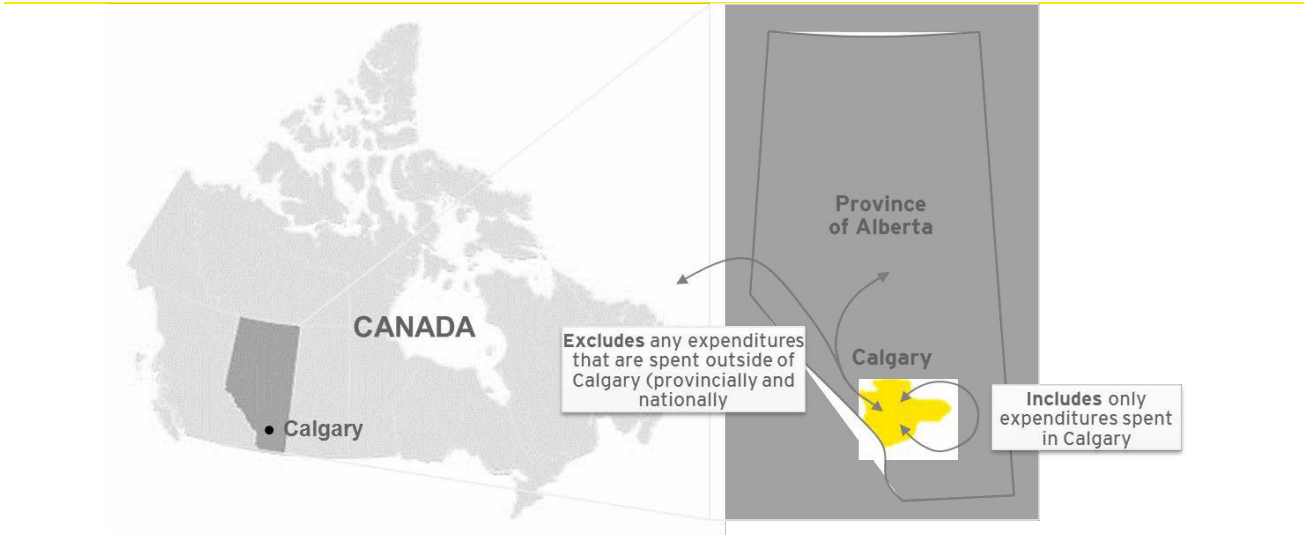 CANADA
Calgary
Province
of Alberta
Excludes any expenditures
that are spent outside of
Calgary (provincially and
nationally
Calgary
Includes only
expenditures spent
in Calgary